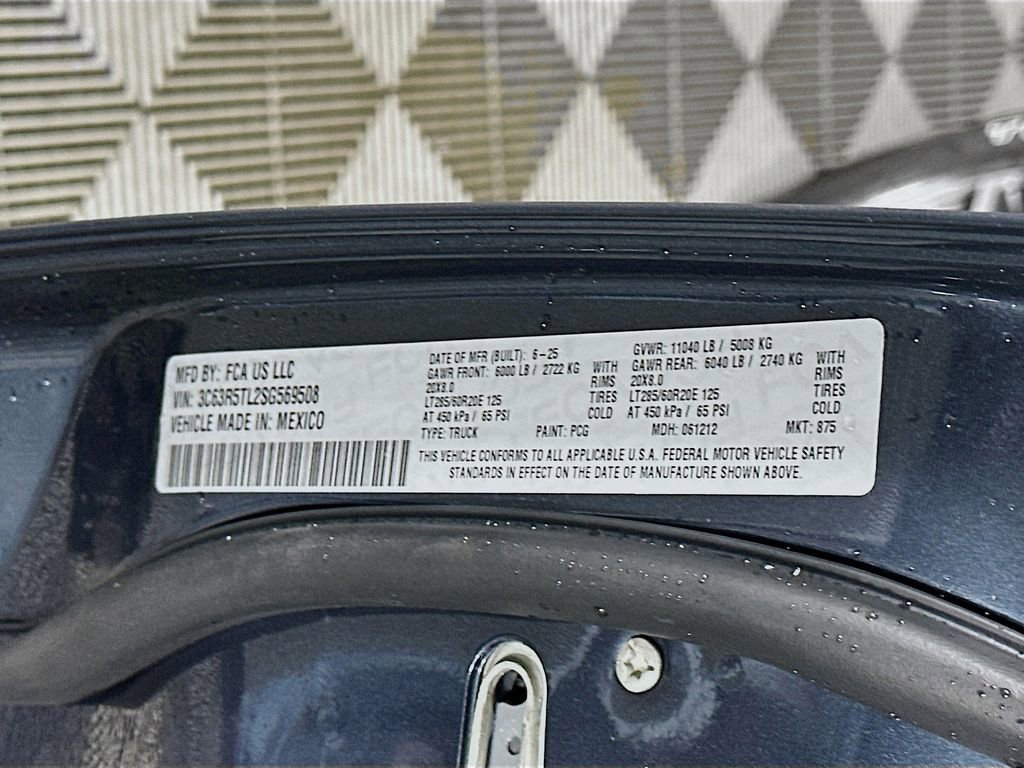 MFD BY: FCA US LLC
VIN: 3C63R5TL2SG569508
VEHICLE MADE IN: MEXICO
DATE OF MFR (BUILT): 6-25
GAWR FRONT: 6000 LB / 2722 KG WITH
20X8.0 RIMS
LT285/60R20E 125 TIRES
AT 450 kPa / 65 PSI COLD
GVWR: 11040 LB / 5008 KG
GAWR REAR: 6040 LB / 2740 KG WITH
20X8.0 RIMS
LT285/60R20E 125 TIRES
AT 450 kPa / 65 PSI COLD
TYPE: TRUCK PAINT: PCG MDH: 061212 MKT: 875
THIS VEHICLE CONFORMS TO ALL APPLICABLE U.S.A. FEDERAL MOTOR VEHICLE SAFETY
STANDARDS IN EFFECT ON THE DATE OF MANUFACTURE SHOWN ABOVE.